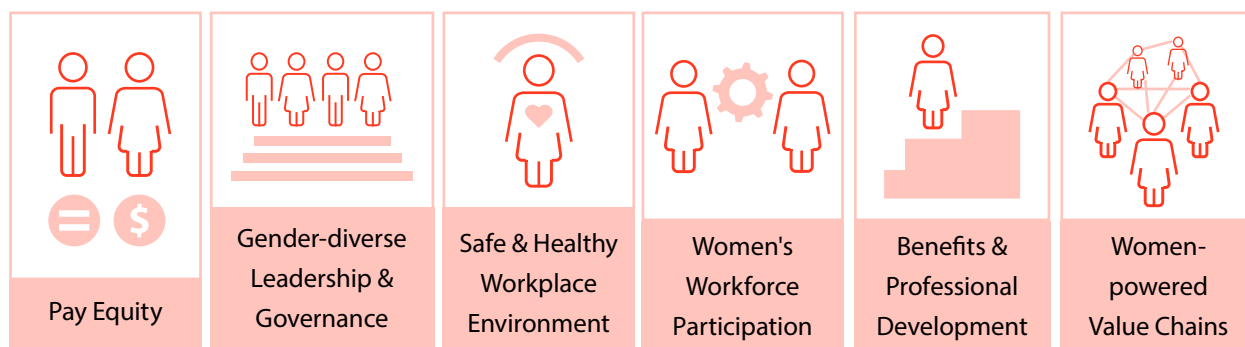 = $
Pay Equity
Gender-diverse
Leadership &
Governance
Safe & Healthy
Workplace
Environment
Women's
Workforce
Participation
Benefits &
Professional
Development
Women-
powered
Value Chains